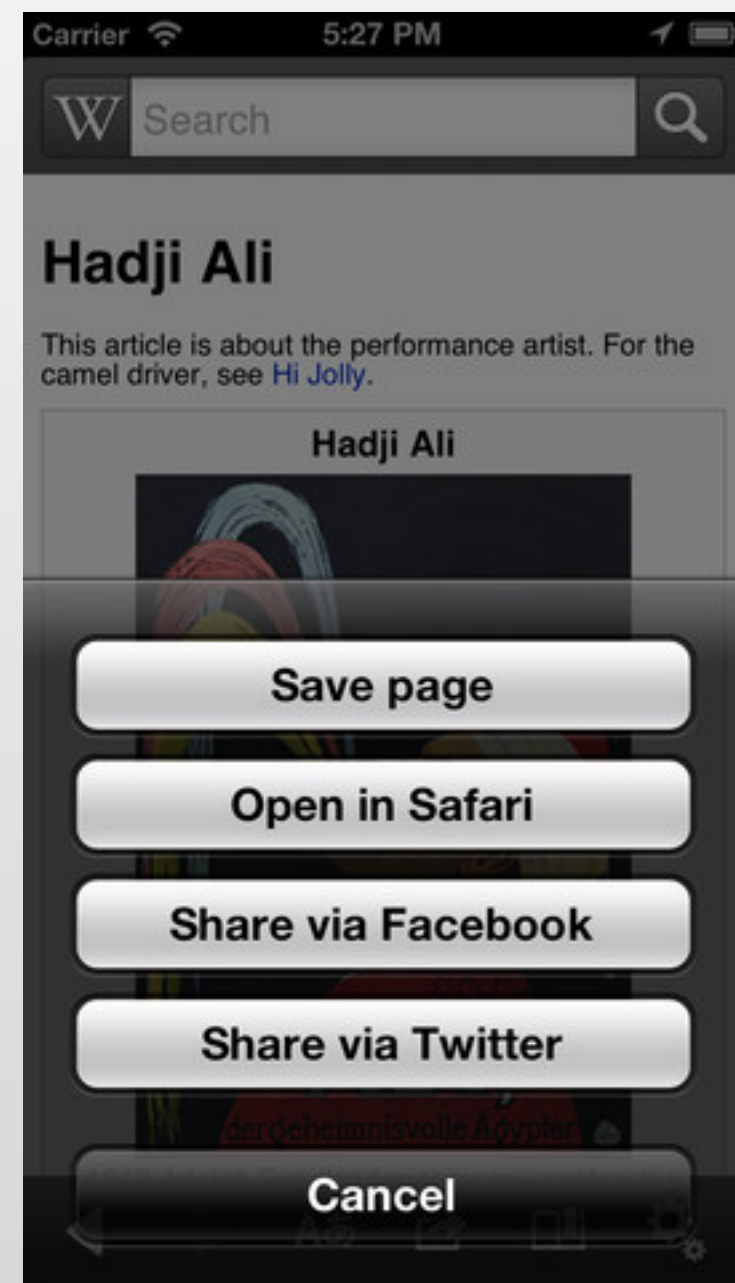 Carrier 5:27 PM
W Search
Hadji Ali
This article is about the performance artist. For the
camel driver, see Hi Jolly.
Hadji Ali
Save page
Open in Safari
Share via Facebook
Share via Twitter
der geheimnisvolle Ägypter
Cancel